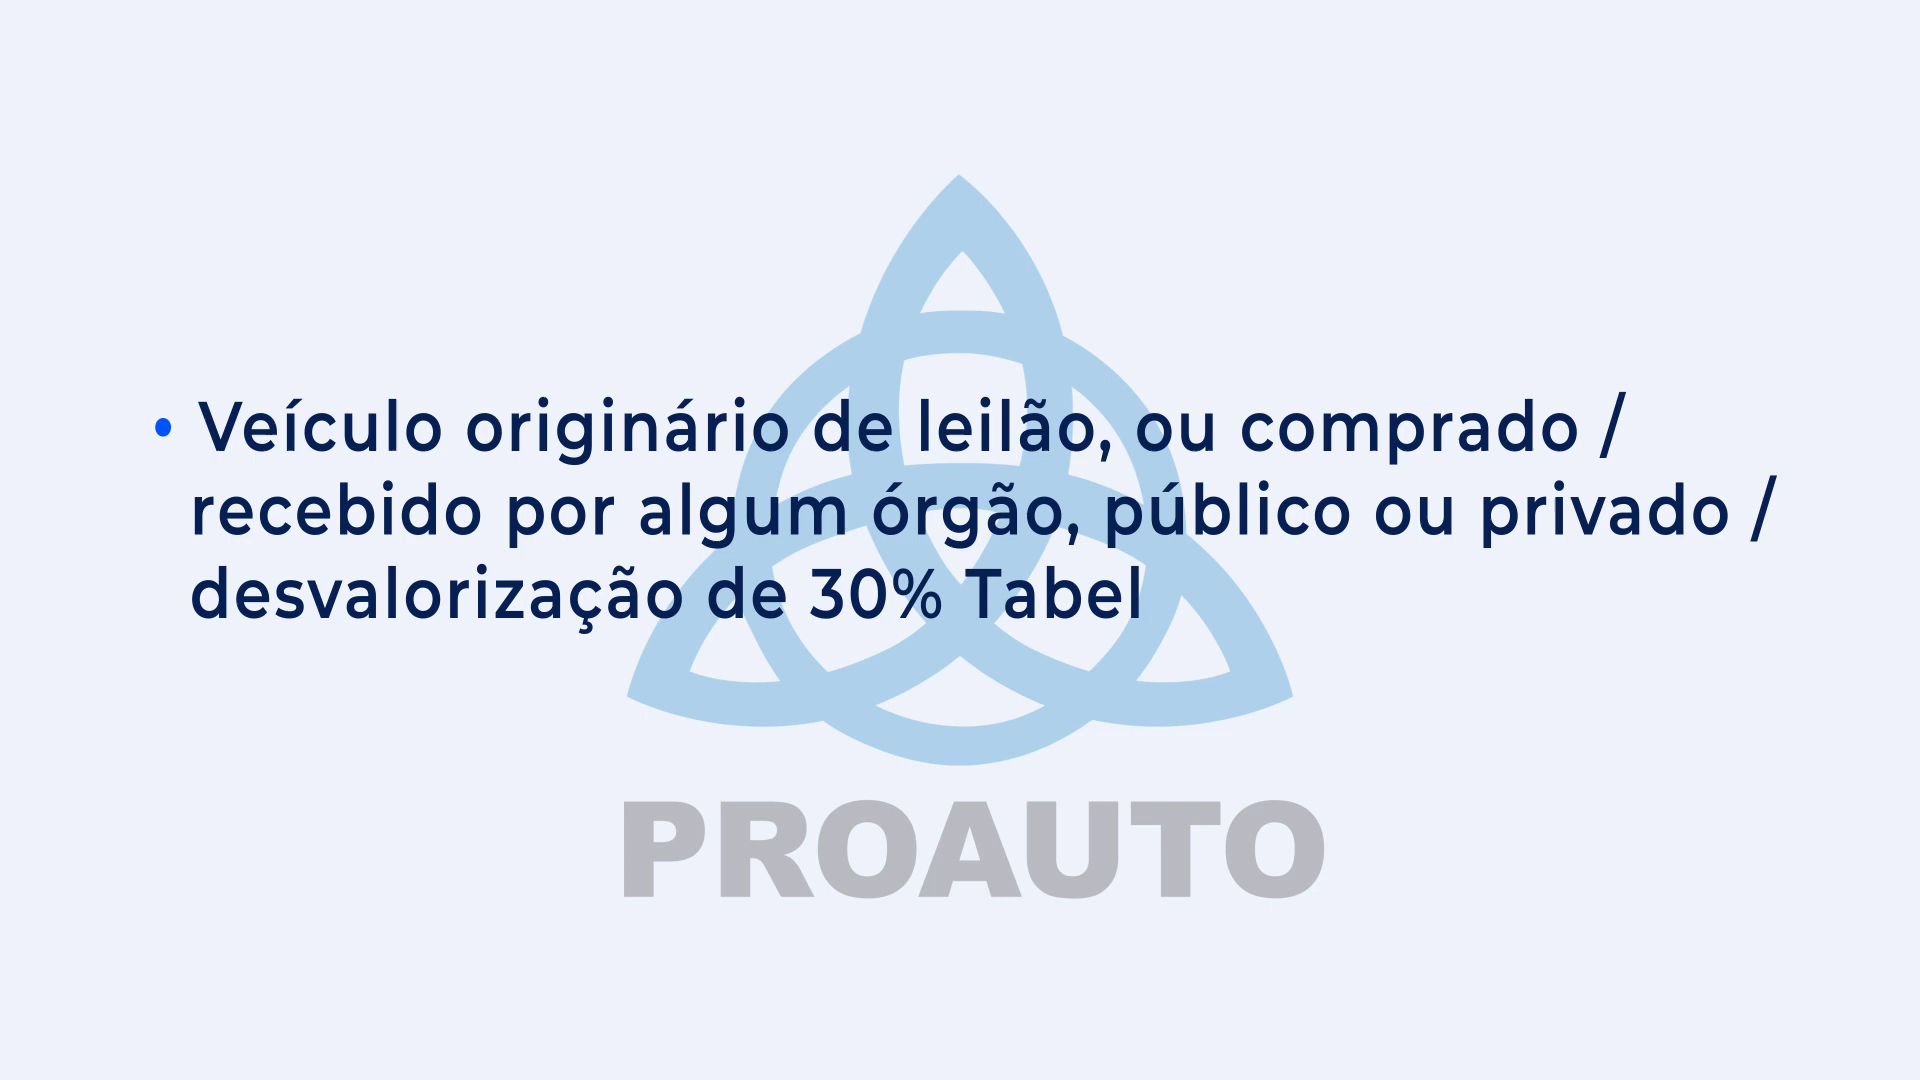 • Veículo originário de leilão, ou comprado /
recebido por algum órgão, público ou privado /
desvalorização de 30% Tabel
PROAUTO